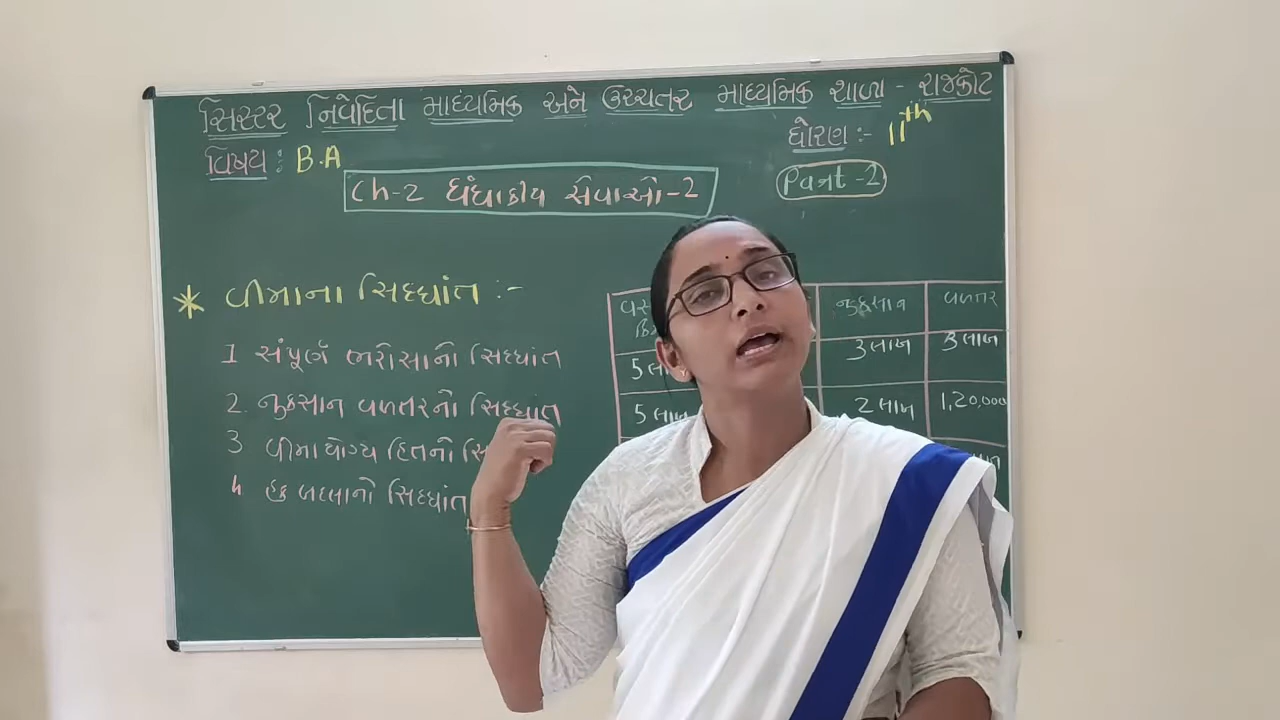 સિસ્ટર નિવેદિતા માધ્યમિક અને ઉચ્ચતર માધ્યમિક શાળા - રાજકોટ
વિષય : B.A
ધોરણ :- 11th
Ch-2 ધંધાકીય સેવાઓ-2
Part -2
* વીમાના સિદ્ધાંત :-
1 સંપૂર્ણ ભરોસાનો સિદ્ધાંત
2. નુકસાન વળતરનો સિદ્ધાંત
3 વીમાયોગ્ય હિતનો સિ
4 હક બદલાનો સિદ્ધાંત
નુકસાન વળતર
5 લા 3 લાખ 3 લાખ
5 લાખ 2 લાખ 1,20,000